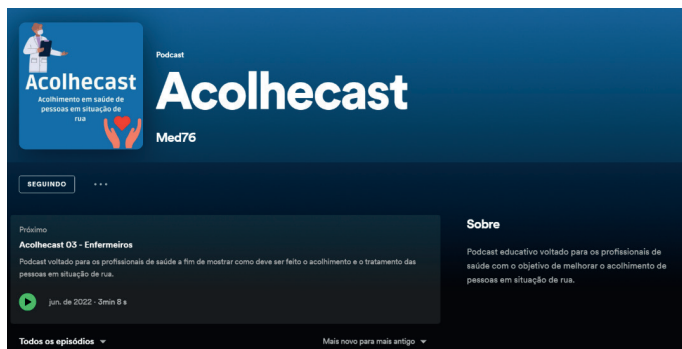 Acolhecast
Acolhimento em saúde de
pessoas em situação de
rua
Podcast
Acolhecast
Med76
SEGUINDO
Próximo
Acolhecast 03 - Enfermeiros
Podcast voltado para os profissionais de saúde a fim de mostrar como deve ser feito o acolhimento e o tratamento das
pessoas em situação de rua.
jun. de 2022 · 3min 8 s
Sobre
Podcast educativo voltado para os profissionais de
saúde com o objetivo de melhorar o acolhimento de
pessoas em situação de rua.
Todos os episódios
Mais novo para mais antigo